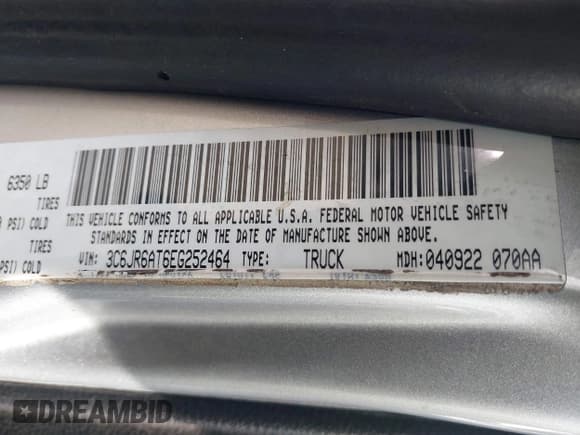 6350 LB
TIRES
PSI) COLD
TIRES
PSI) COLD
THIS VEHICLE CONFORMS TO ALL APPLICABLE U.S.A. FEDERAL MOTOR VEHICLE SAFETY
STANDARDS IN EFFECT ON THE DATE OF MANUFACTURE SHOWN ABOVE.
VIN: 3C6JR6AT6EG252464 TYPE: TRUCK MDH: 040922 070AA
DREAMBID